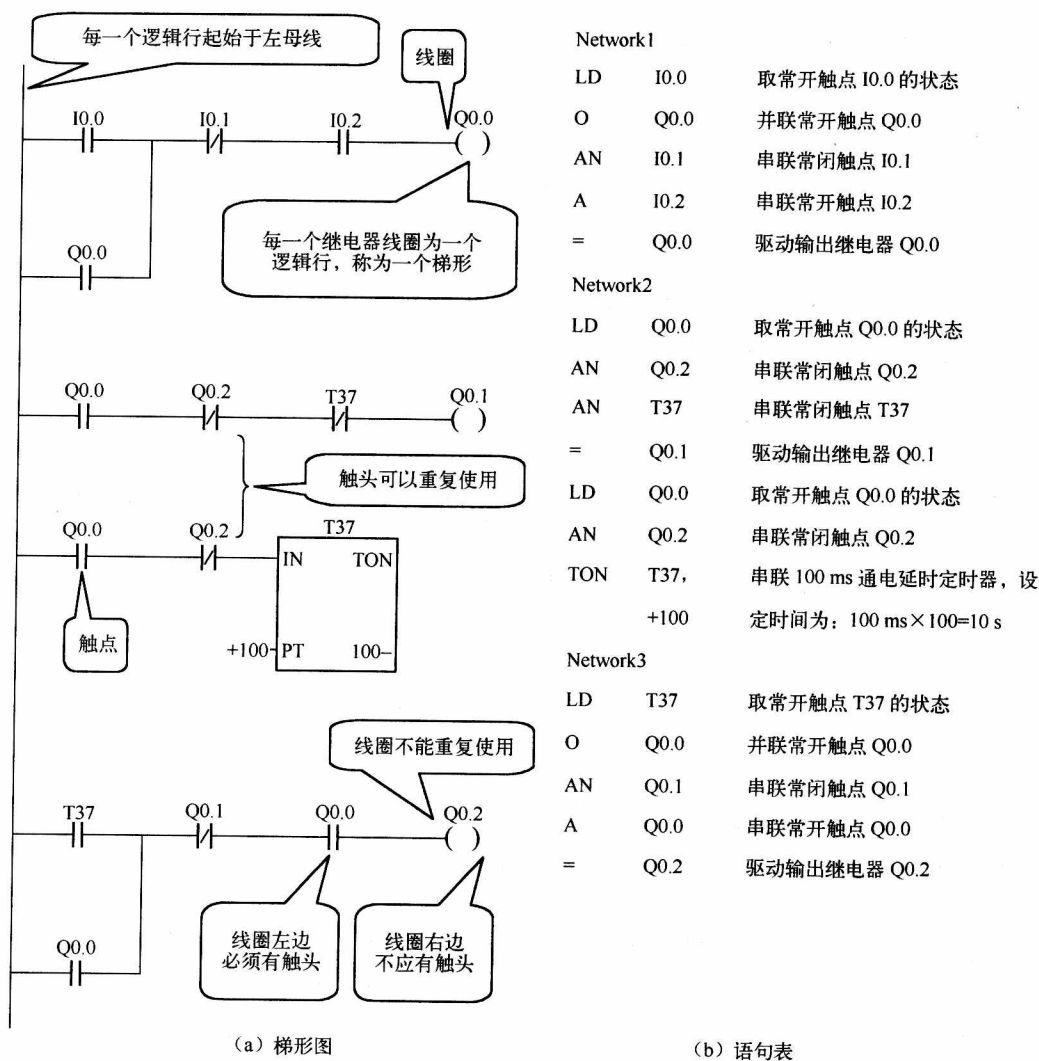 每一个逻辑行起始于左母线
线圈
I0.0 I0.1 I0.2 Q0.0
每一个继电器线圈为一个
逻辑行，称为一个梯形
Q0.0
Q0.0 Q0.2 T37 Q0.1
触头可以重复使用
Q0.0 Q0.2 T37
IN TON
触点
+100 PT 100
线圈不能重复使用
T37 Q0.1 Q0.0 Q0.2
线圈左边
必须有触头
线圈右边
不应有触头
Q0.0
（a）梯形图
Network1
LD I0.0 取常开触点 I0.0 的状态
O Q0.0 并联常开触点 Q0.0
AN I0.1 串联常闭触点 I0.1
A I0.2 串联常开触点 I0.2
= Q0.0 驱动输出继电器 Q0.0
Network2
LD Q0.0 取常开触点 Q0.0 的状态
AN Q0.2 串联常闭触点 Q0.2
AN T37 串联常闭触点 T37
= Q0.1 驱动输出继电器 Q0.1
LD Q0.0 取常开触点 Q0.0 的状态
AN Q0.2 串联常闭触点 Q0.2
TON T37， 串联 100 ms 通电延时定时器，设
+100 定时间为：100 ms×100=10 s
Network3
LD T37 取常开触点 T37 的状态
O Q0.0 并联常开触点 Q0.0
AN Q0.1 串联常闭触点 Q0.1
A Q0.0 串联常开触点 Q0.0
= Q0.2 驱动输出继电器 Q0.2
（b）语句表